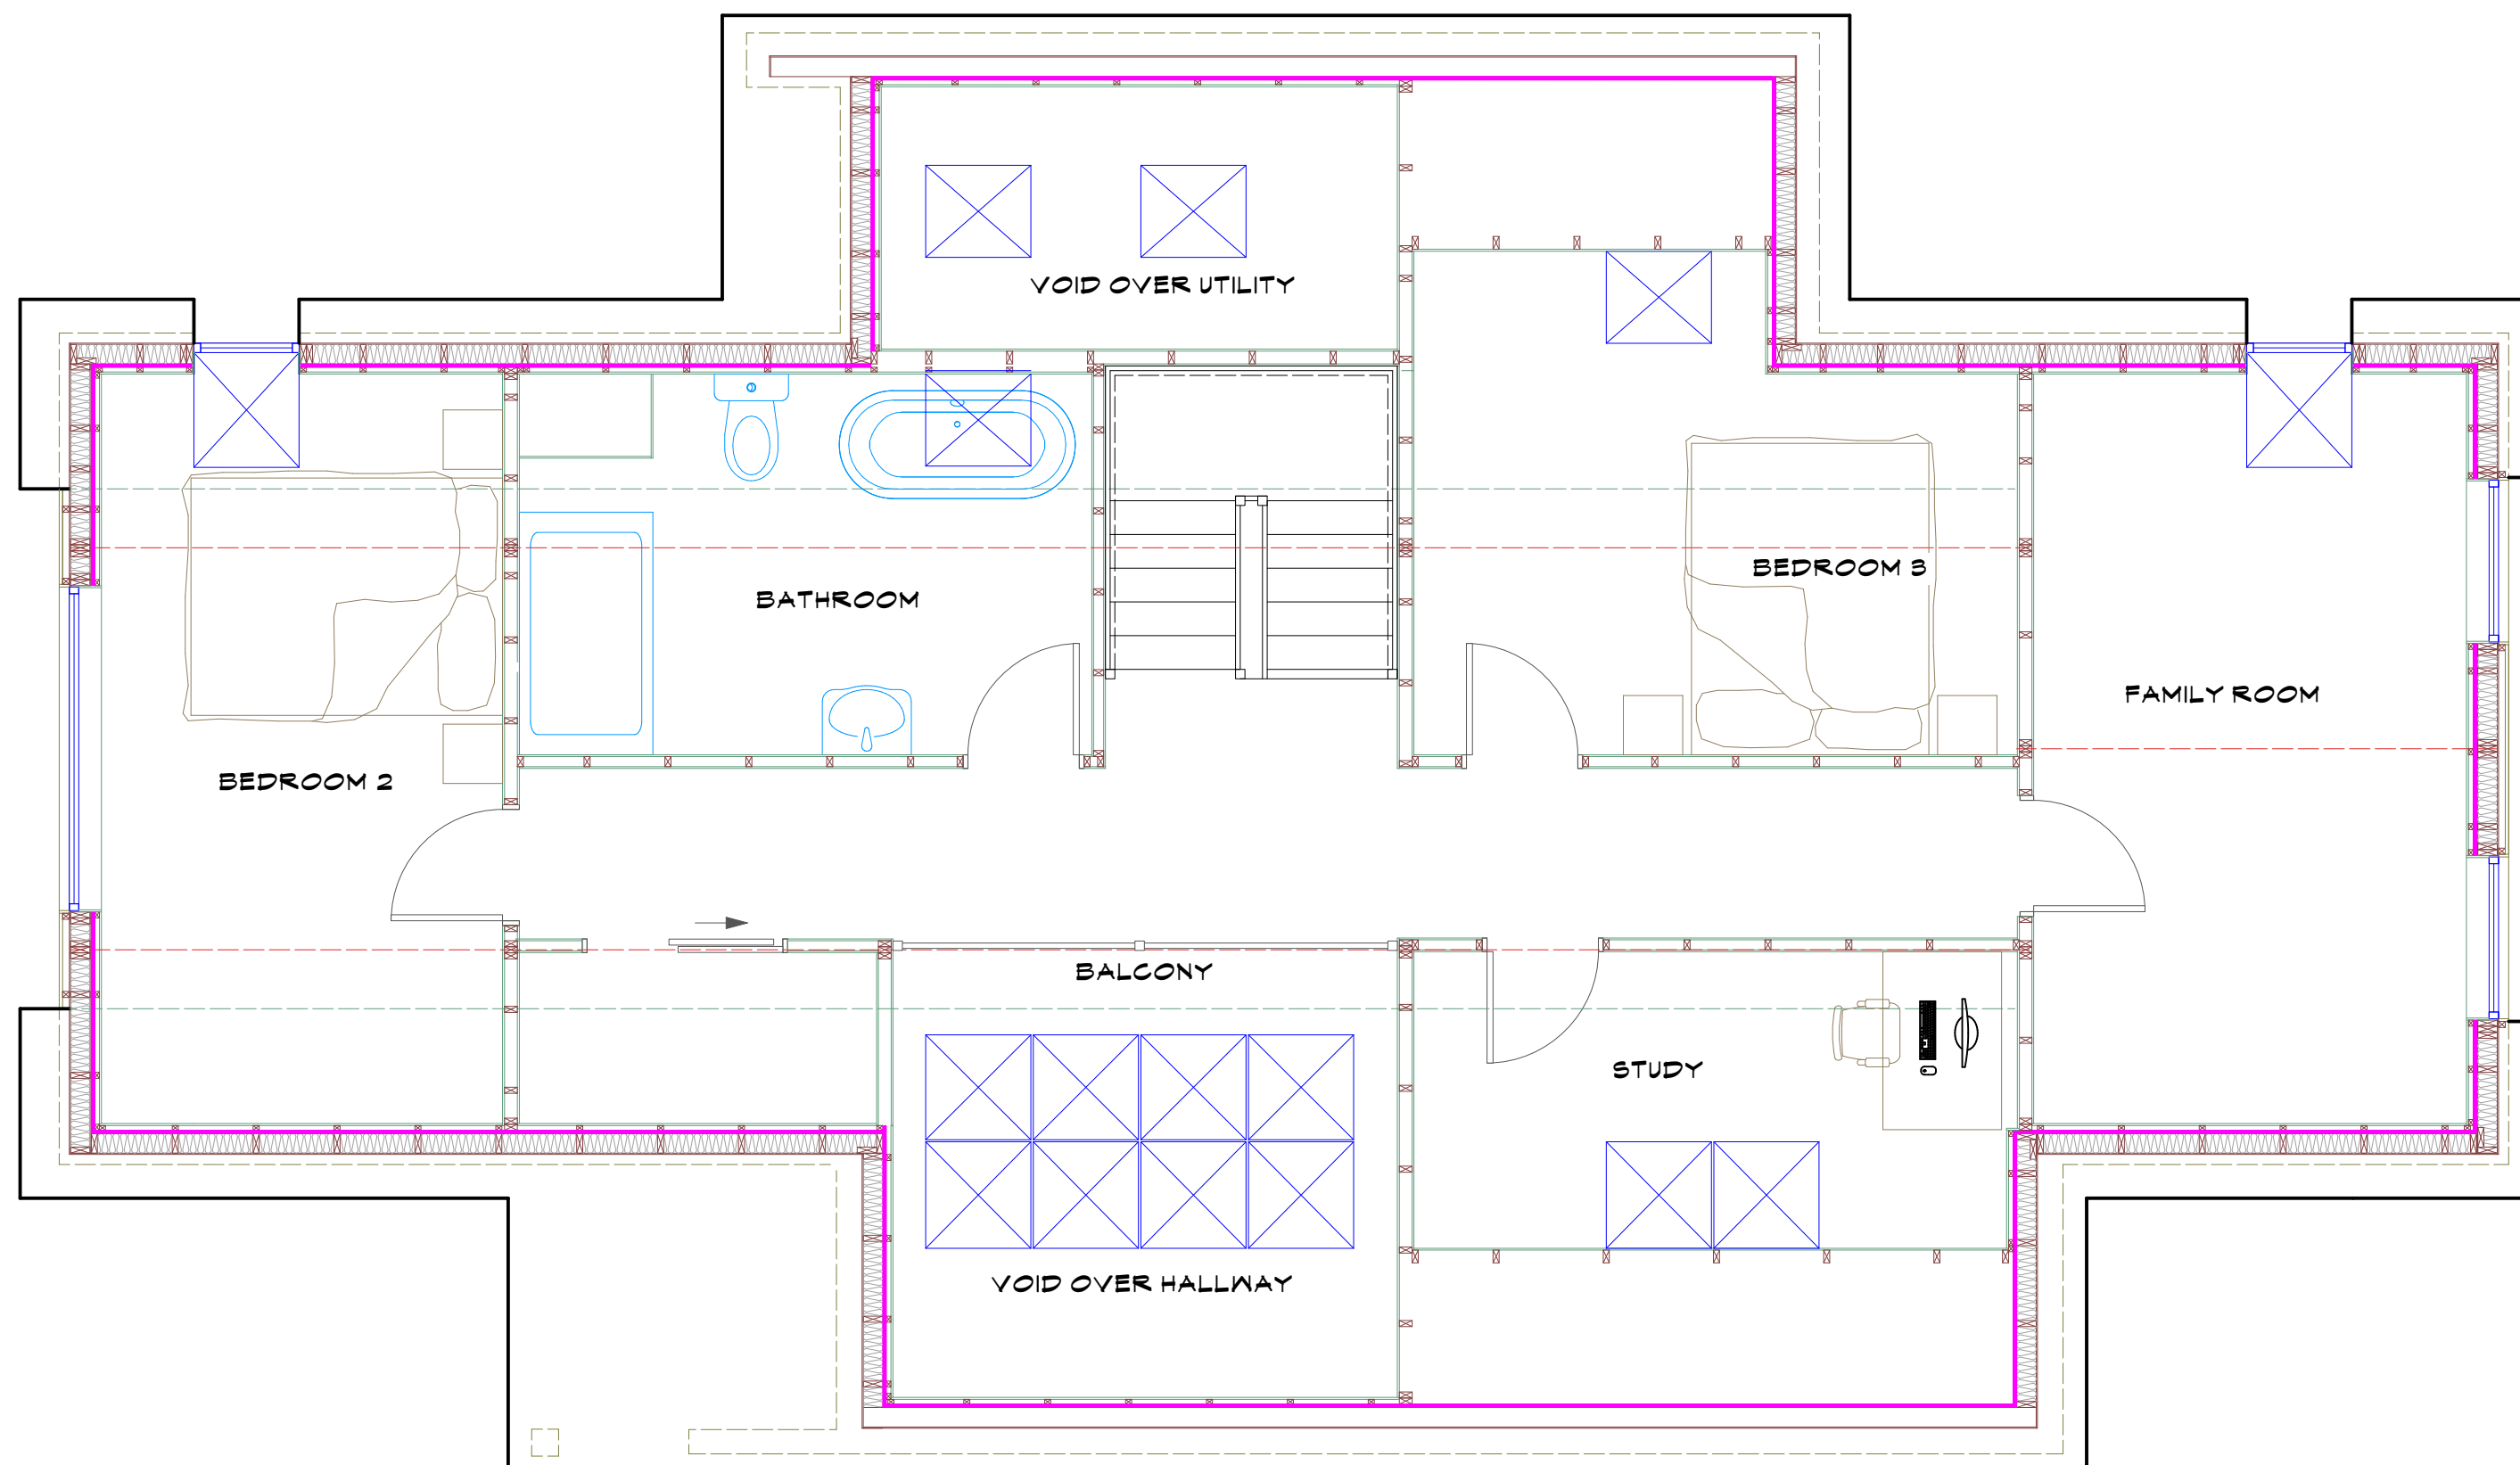 VOID OVER UTILITY
BEDROOM 3
BATHROOM
FAMILY ROOM
BEDROOM 2
BALCONY
STUDY
VOID OVER HALLWAY